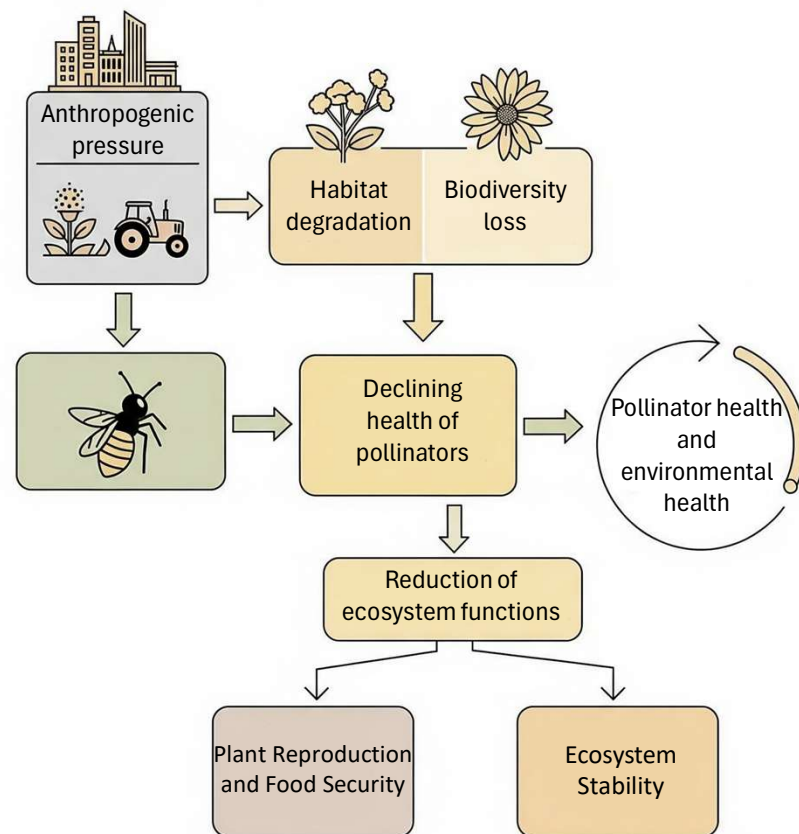 Anthropogenic
pressure
Habitat
degradation
Biodiversity
loss
Declining
health of
pollinators
Pollinator health
and
environmental
health
Reduction of
ecosystem functions
Plant Reproduction
and Food Security
Ecosystem
Stability